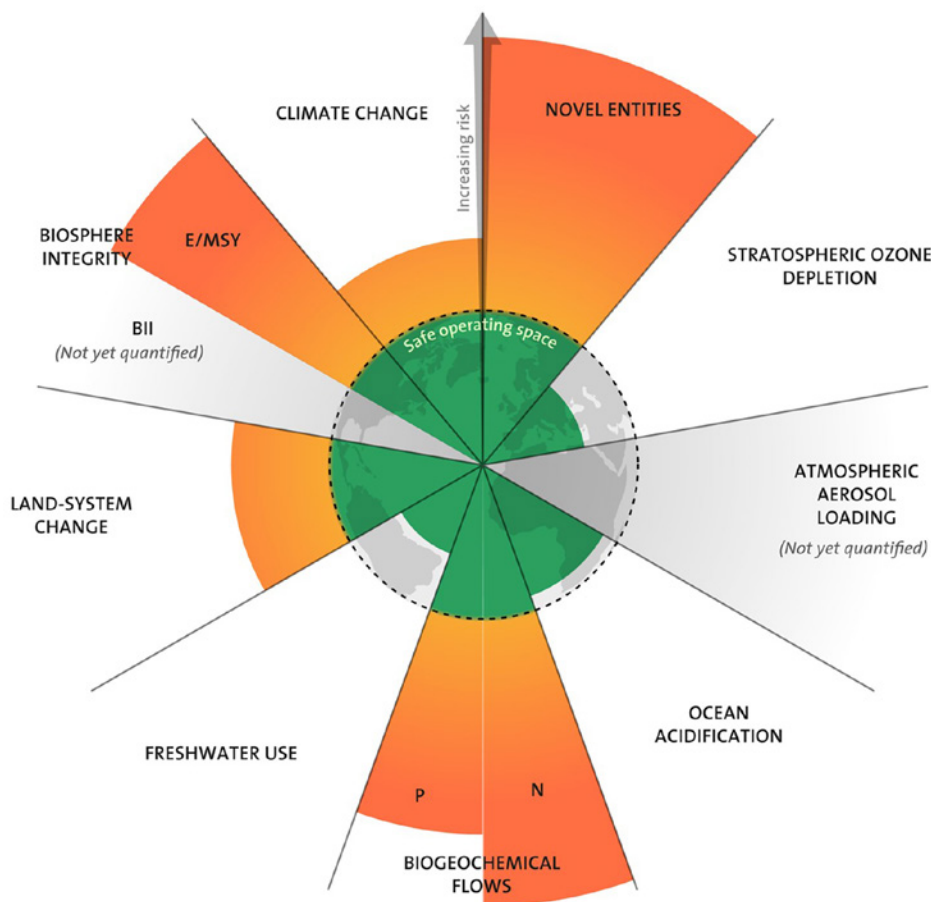 CLIMATE CHANGE
Increasing risk
NOVEL ENTITIES
BIOSPHERE
INTEGRITY
E/MSY
BII
(Not yet quantified)
Safe operating space
STRATOSPHERIC OZONE
DEPLETION
LAND-SYSTEM
CHANGE
ATMOSPHERIC
AEROSOL
LOADING
(Not yet quantified)
FRESHWATER USE
P
N
BIOGEOCHEMICAL
FLOWS
OCEAN
ACIDIFICATION